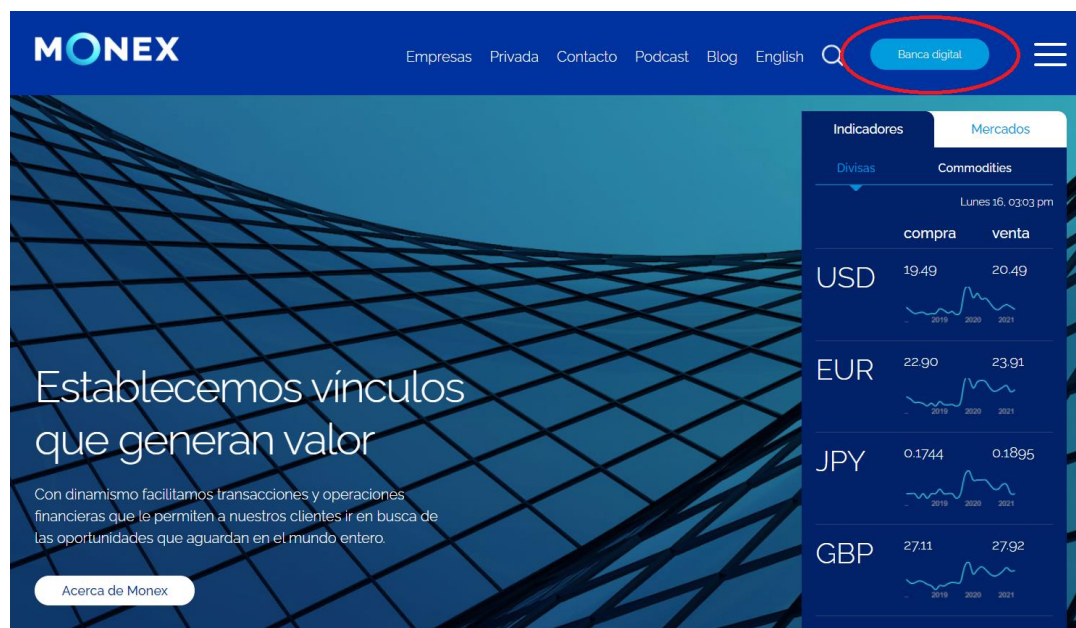 MONEX
Empresas Privada Contacto Podcast Blog English Banca digital
Indicadores Mercados
Divisas Commodities
Lunes 16, 03:03 pm
compra venta
USD 19.49 20.49
2019 2020 2021
EUR 22.90 23.91
2019 2020 2021
JPY 0.1744 0.1895
2019 2020 2021
GBP 27.11 27.92
2019 2020 2021
Establecemos vínculos
que generan valor
Con dinamismo facilitamos transacciones y operaciones
financieras que le permiten a nuestros clientes ir en busca de
las oportunidades que aguardan en el mundo entero.
Acerca de Monex